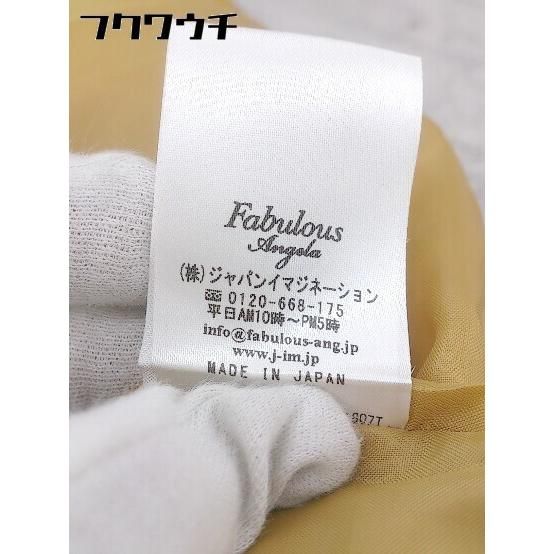 フクワウチ
Fabulous
Angela
(株)ジャパンイマジネーション
☎0120-668-175
平日AM10時〜PM5時
info@fabulous-ang.jp
www.j-im.jp
MADE IN JAPAN